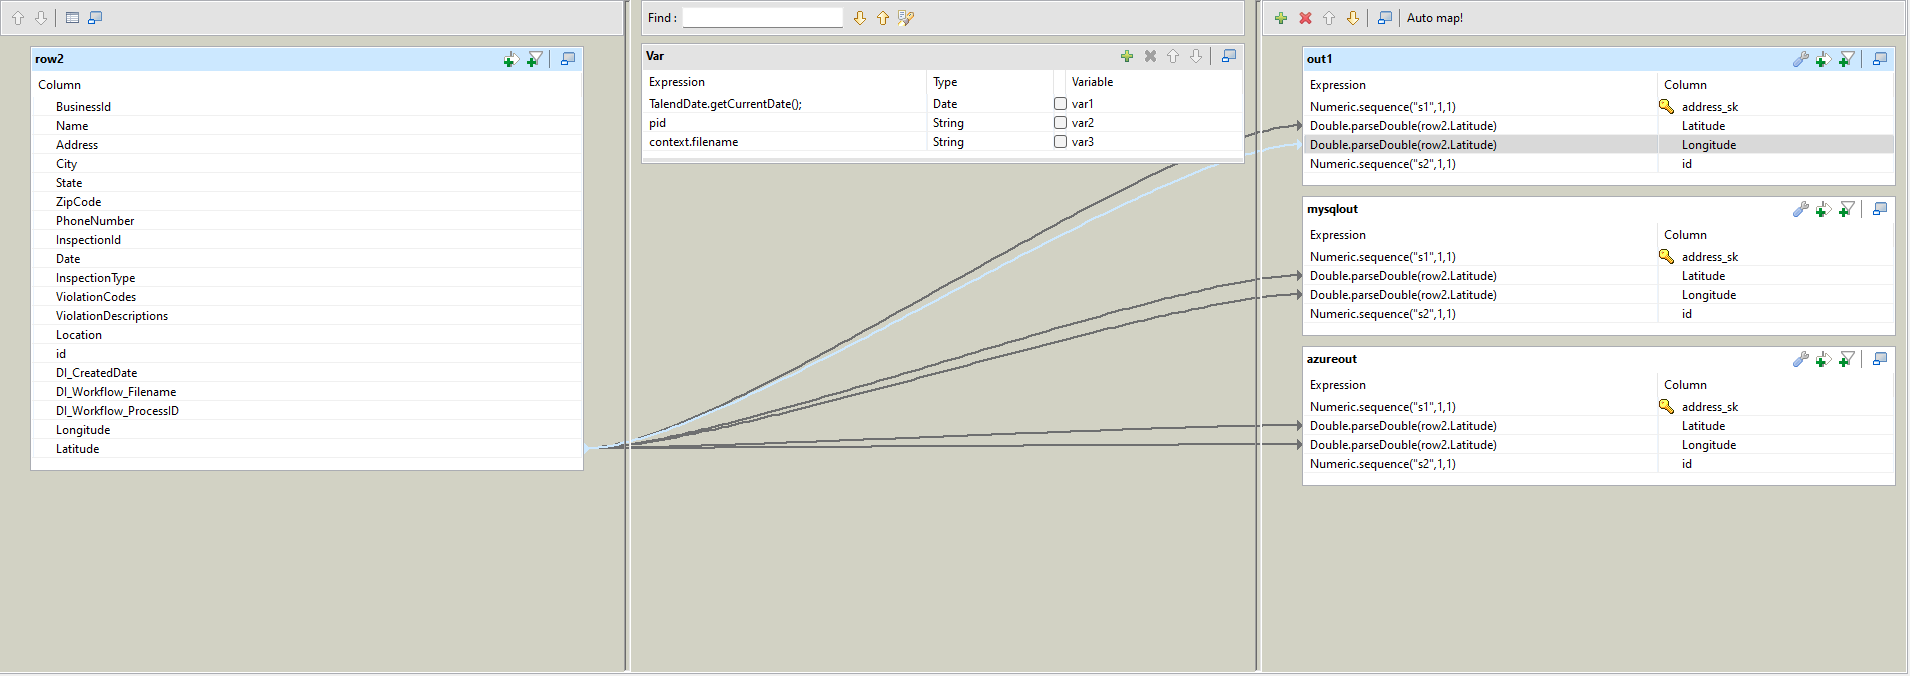 row2
Column
BusinessId
Name
Address
City
State
ZipCode
PhoneNumber
InspectionId
Date
InspectionType
ViolationCodes
ViolationDescriptions
Location
id
DI_CreatedDate
DI_Workflow_Filename
DI_Workflow_ProcessID
Longitude
Latitude
Find :
Var
Expression Type Variable
TalendDate.getCurrentDate(); Date var1
pid String var2
context.filename String var3
Auto map!
out1
Expression Column
Numeric.sequence("s1",1,1) address_sk
Double.parseDouble(row2.Latitude) Latitude
Double.parseDouble(row2.Latitude) Longitude
Numeric.sequence("s2",1,1) id
mysqlout
Expression Column
Numeric.sequence("s1",1,1) address_sk
Double.parseDouble(row2.Latitude) Latitude
Double.parseDouble(row2.Latitude) Longitude
Numeric.sequence("s2",1,1) id
azureout
Expression Column
Numeric.sequence("s1",1,1) address_sk
Double.parseDouble(row2.Latitude) Latitude
Double.parseDouble(row2.Latitude) Longitude
Numeric.sequence("s2",1,1) id